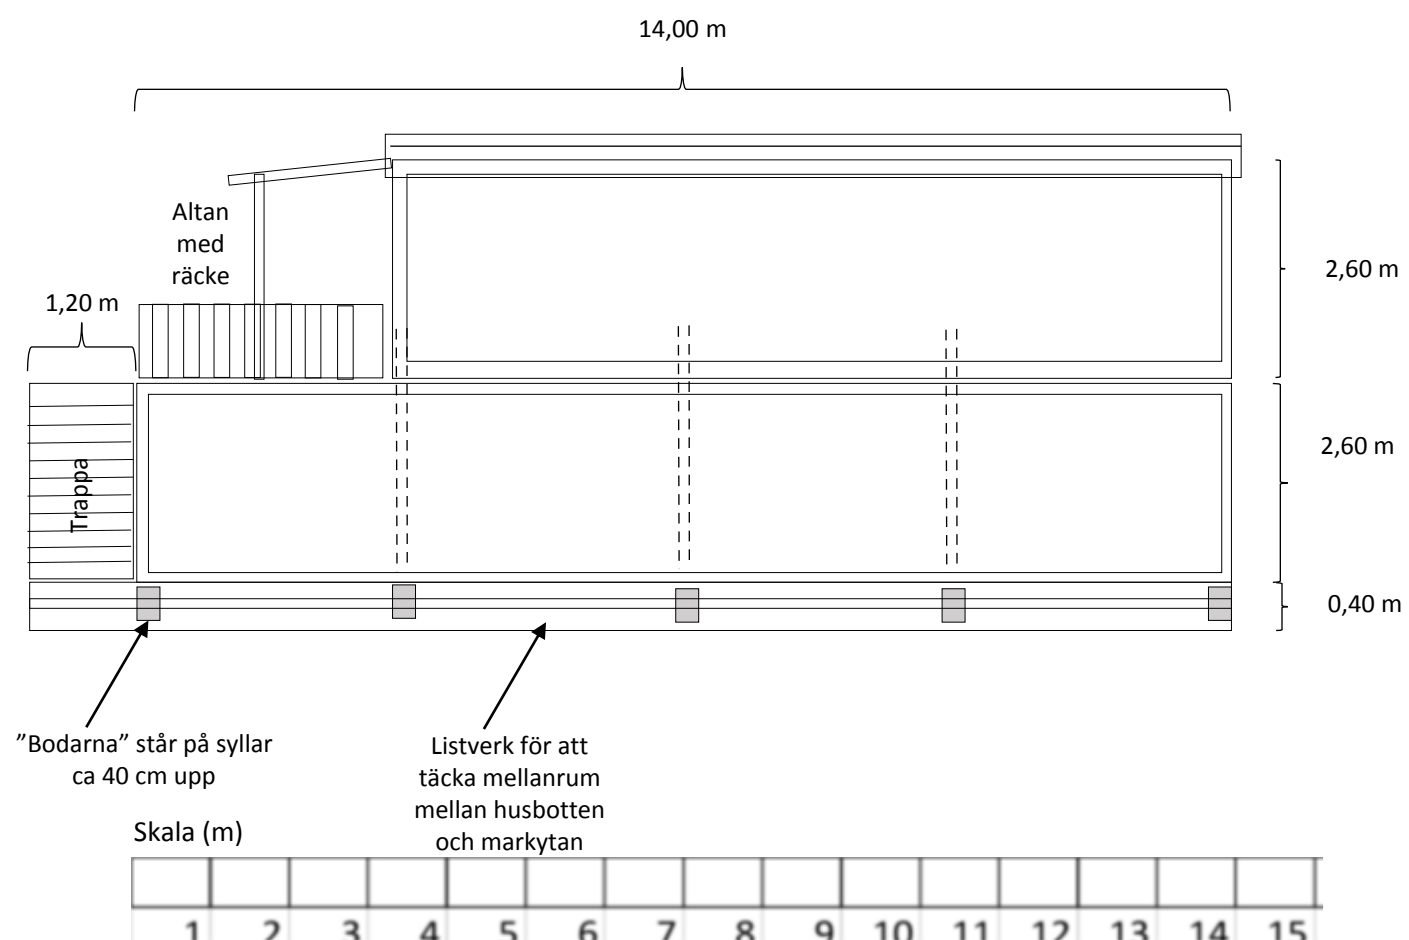 14,00 m
Altan
med
räcke
1,20 m
2,60 m
2,60 m
Trappa
0,40 m
”Bodarna” står på syllar
ca 40 cm upp
Listverk för att
täcka mellanrum
mellan husbotten
och markytan
Skala (m)
1 2 3 4 5 6 7 8 9 10 11 12 13 14 15